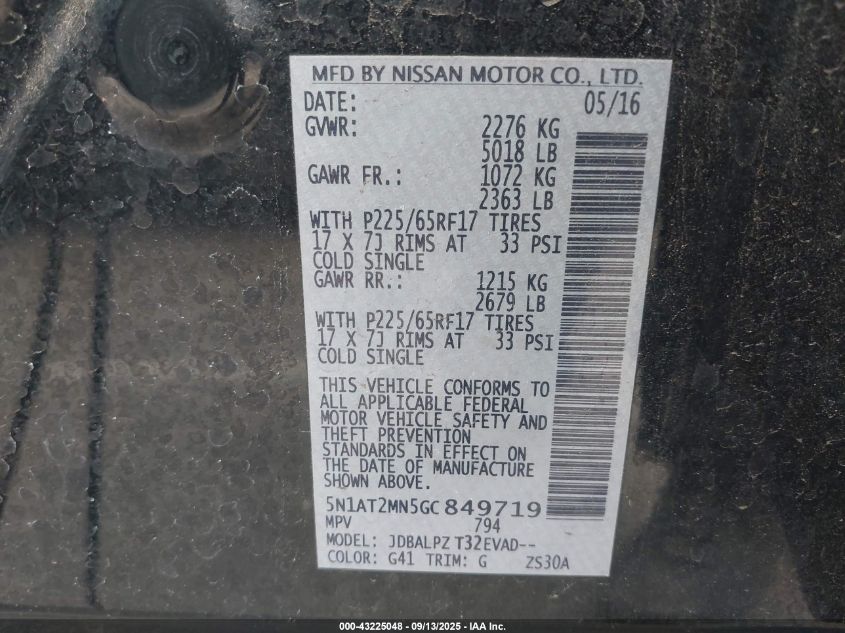 MFD BY NISSAN MOTOR CO., LTD.
DATE: 05/16
GVWR: 2276 KG
5018 LB
GAWR FR.: 1072 KG
2363 LB
WITH P225/65RF17 TIRES
17 X 7J RIMS AT 33 PSI
COLD SINGLE
GAWR RR.: 1215 KG
2679 LB
WITH P225/65RF17 TIRES
17 X 7J RIMS AT 33 PSI
COLD SINGLE
THIS VEHICLE CONFORMS TO
ALL APPLICABLE FEDERAL
MOTOR VEHICLE SAFETY AND
THEFT PREVENTION
STANDARDS IN EFFECT ON
THE DATE OF MANUFACTURE
SHOWN ABOVE.
5N1AT2MN5GC849719
MPV 794
MODEL: JDBALPZ T32EVAD--
COLOR: G41 TRIM: G ZS30A
000-43225048 - 09/13/2025 - IAA Inc.